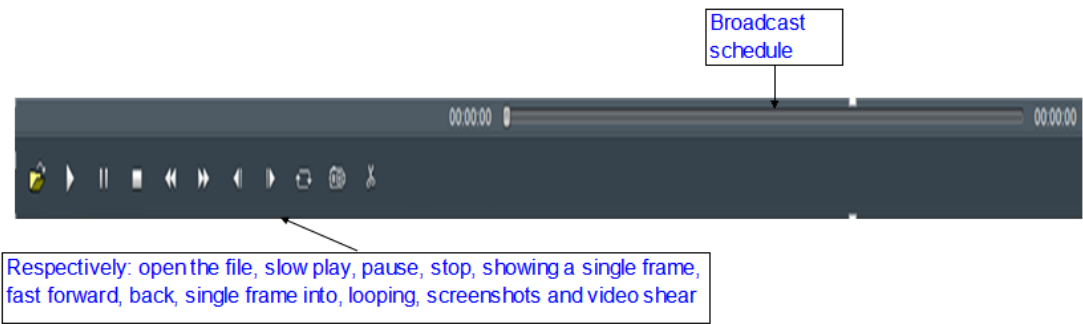 Broadcast
schedule
00:00:00
00:00:00
Respectively: open the file, slow play, pause, stop, showing a single frame,
fast forward, back, single frame into, looping, screenshots and video shear